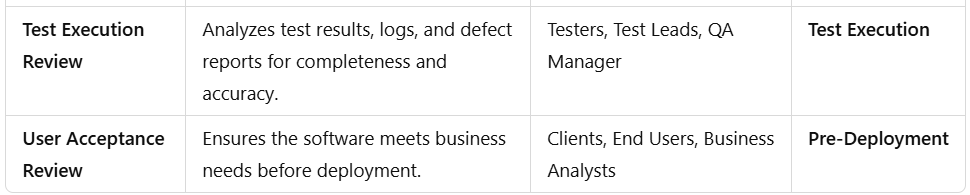 Test Execution
Review
Analyzes test results, logs, and defect
reports for completeness and
accuracy.
Testers, Test Leads, QA
Manager
Test Execution
User Acceptance
Review
Ensures the software meets business
needs before deployment.
Clients, End Users, Business
Analysts
Pre-Deployment